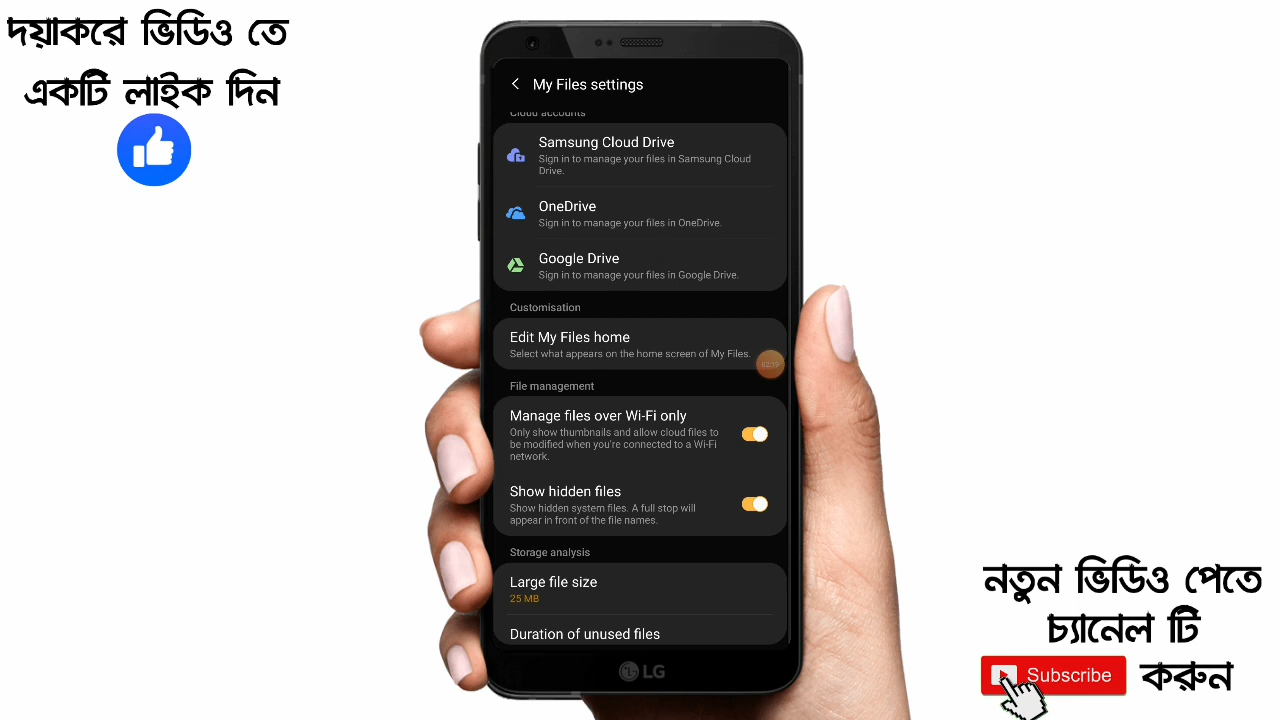 দয়াকরে ভিডিও তে
একটি লাইক দিন
My Files settings
Cloud accounts
Samsung Cloud Drive
Sign in to manage your files in Samsung Cloud
Drive.
OneDrive
Sign in to manage your files in OneDrive.
Google Drive
Sign in to manage your files in Google Drive.
Customisation
Edit My Files home
Select what appears on the home screen of My Files.
02:19
File management
Manage files over Wi-Fi only
Only show thumbnails and allow cloud files to
be modified when you're connected to a Wi-Fi
network.
Show hidden files
Show hidden system files. A full stop will
appear in front of the file names.
Storage analysis
Large file size
25 MB
Duration of unused files
LG
নতুন ভিডিও পেতে
চ্যানেল টি
Subscribe করুন